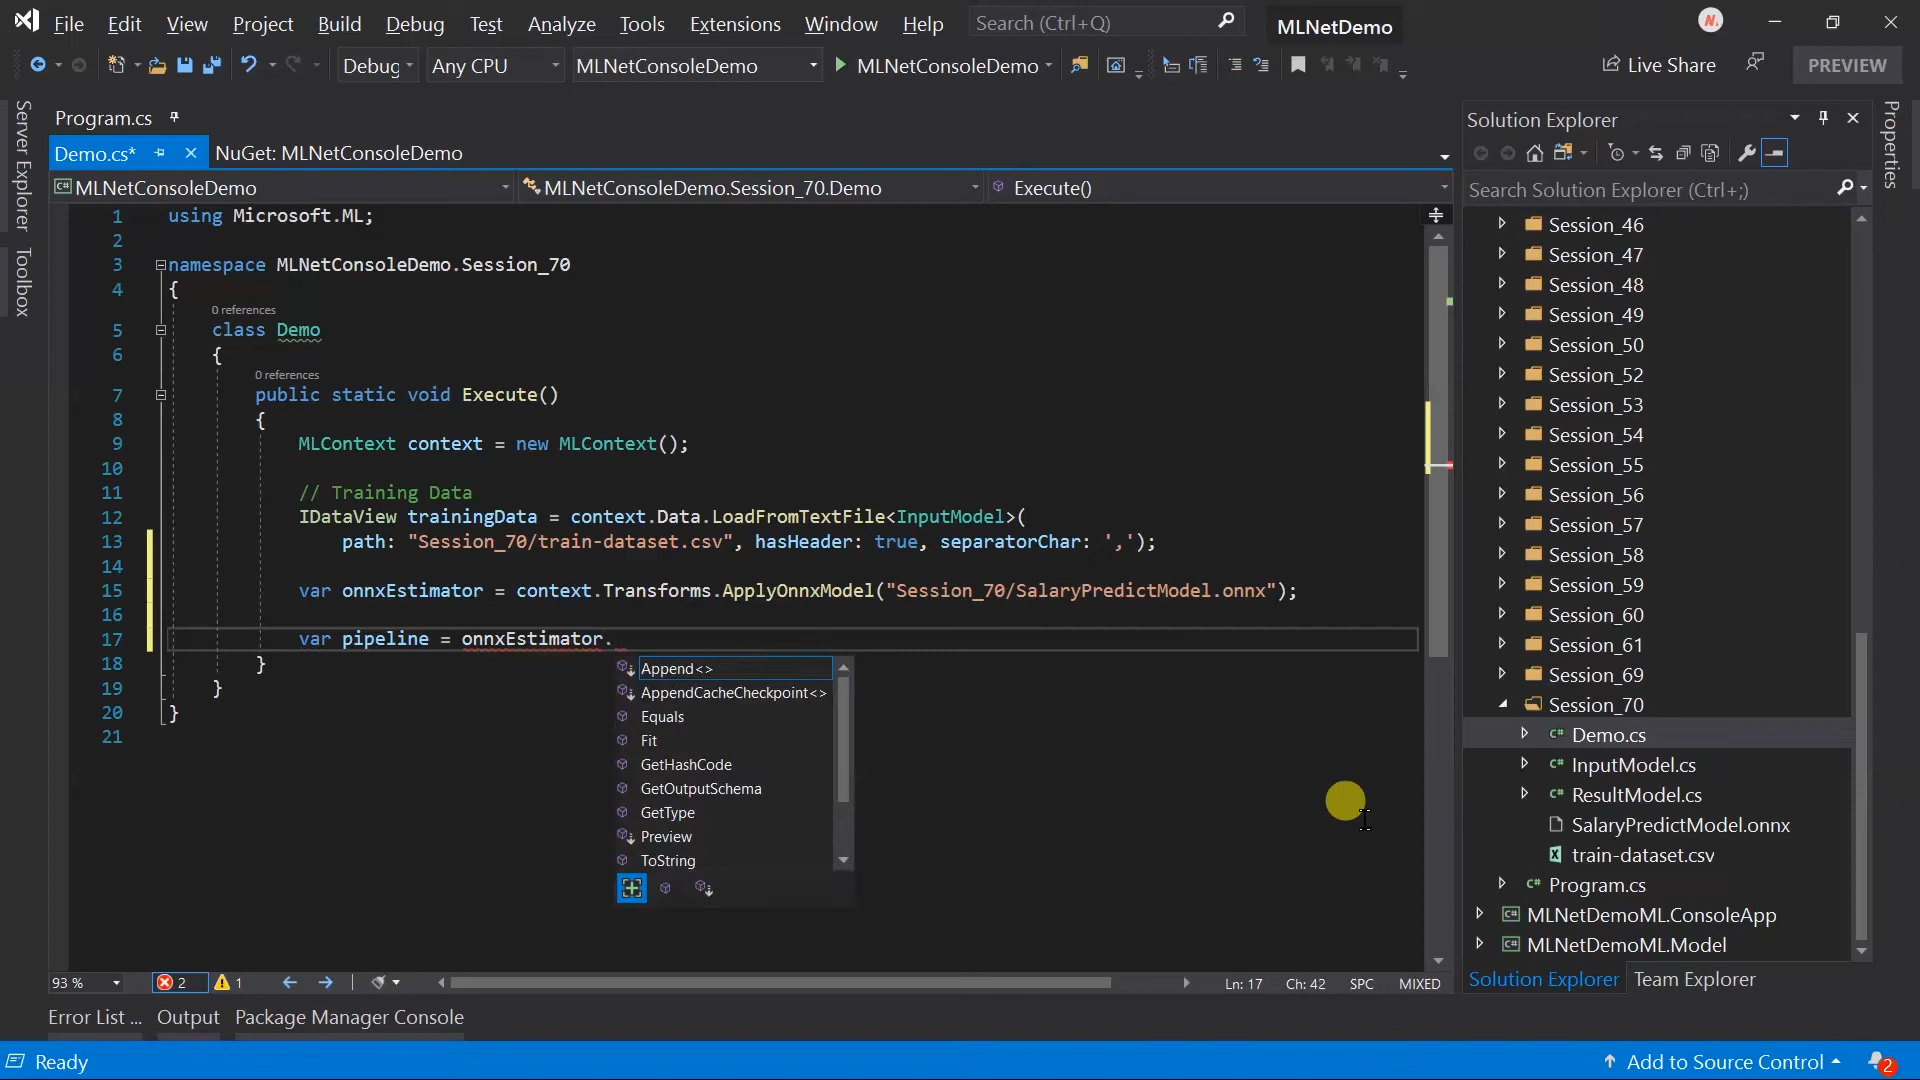 File Edit View Project Build Debug Test Analyze Tools Extensions Window Help Search (Ctrl+Q) MLNetDemo
Debug Any CPU MLNetConsoleDemo MLNetConsoleDemo Live Share PREVIEW
Server Explorer
Toolbox
Program.cs
Demo.cs* NuGet: MLNetConsoleDemo
MLNetConsoleDemo MLNetConsoleDemo.Session_70.Demo Execute()
1 using Microsoft.ML;
2
3 namespace MLNetConsoleDemo.Session_70
4 {
0 references
5 class Demo
6 {
0 references
7 public static void Execute()
8 {
9 MLContext context = new MLContext();
10
11 // Training Data
12 IDataView trainingData = context.Data.LoadFromTextFile<InputModel>(
13 path: "Session_70/train-dataset.csv", hasHeader: true, separatorChar: ',');
14
15 var onnxEstimator = context.Transforms.ApplyOnnxModel("Session_70/SalaryPredictModel.onnx");
16
17 var pipeline = onnxEstimator.
18 }
19 }
20 }
21
Append<>
AppendCacheCheckpoint<>
Equals
Fit
GetHashCode
GetOutputSchema
GetType
Preview
ToString
93 % 2 1 Ln: 17 Ch: 42 SPC MIXED
Error List ... Output Package Manager Console
Solution Explorer
Search Solution Explorer (Ctrl+;)
Session_46
Session_47
Session_48
Session_49
Session_50
Session_52
Session_53
Session_54
Session_55
Session_56
Session_57
Session_58
Session_59
Session_60
Session_61
Session_69
Session_70
C# Demo.cs
C# InputModel.cs
C# ResultModel.cs
SalaryPredictModel.onnx
train-dataset.csv
C# Program.cs
C# MLNetDemoML.ConsoleApp
C# MLNetDemoML.Model
Solution Explorer Team Explorer
Properties
Ready Add to Source Control 2